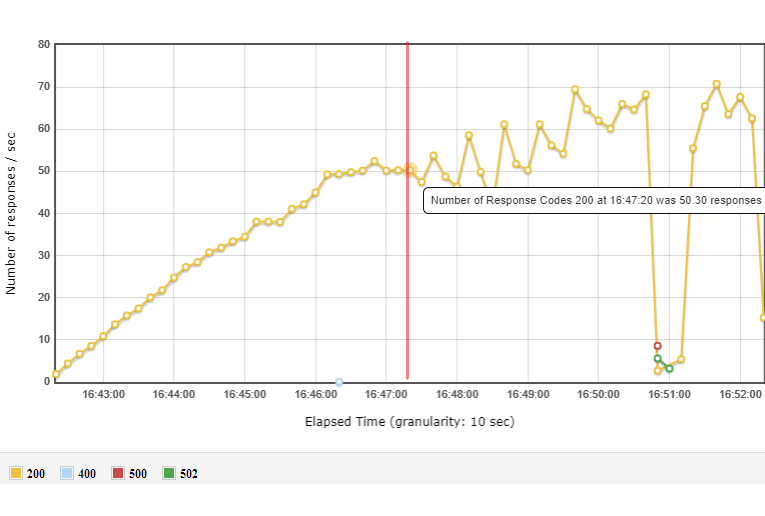 80
70
60
50
40
30
20
10
0
Number of responses / sec
Number of Response Codes 200 at 16:47:20 was 50.30 responses
16:43:00 16:44:00 16:45:00 16:46:00 16:47:00 16:48:00 16:49:00 16:50:00 16:51:00 16:52:00
Elapsed Time (granularity: 10 sec)
200 400 500 502